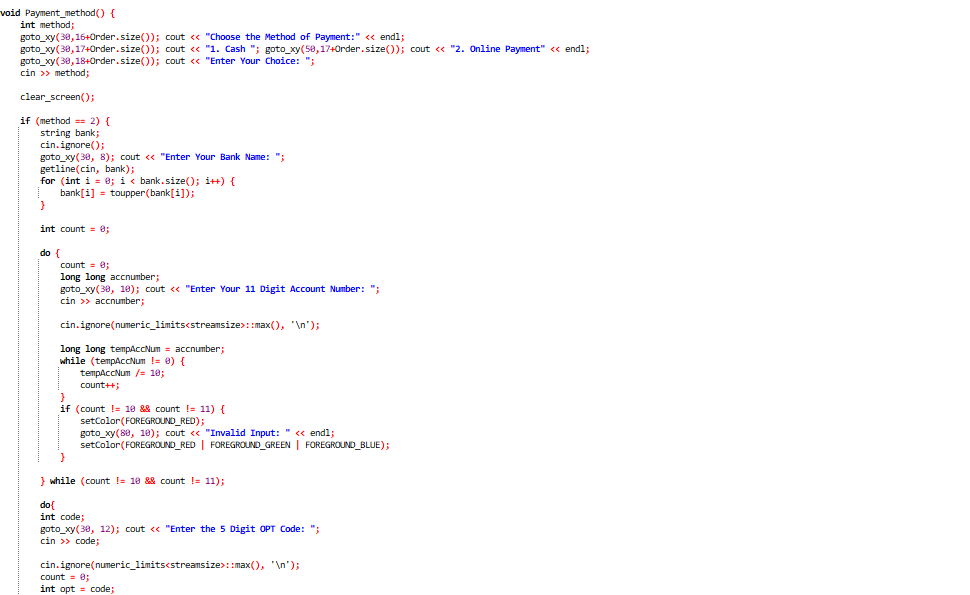 void Payment_method() {
int method;
goto_xy(30,16+Order.size()); cout << "Choose the Method of Payment:" << endl;
goto_xy(30,17+Order.size()); cout << "1. Cash "; goto_xy(50,17+Order.size()); cout << "2. Online Payment" << endl;
goto_xy(30,18+Order.size()); cout << "Enter Your Choice: ";
cin >> method;
clear_screen();
if (method == 2) {
string bank;
cin.ignore();
goto_xy(30, 8); cout << "Enter Your Bank Name: ";
getline(cin, bank);
for (int i = 0; i < bank.size(); i++) {
bank[i] = toupper(bank[i]);
}
int count = 0;
do {
count = 0;
long long accnumber;
goto_xy(30, 10); cout << "Enter Your 11 Digit Account Number: ";
cin >> accnumber;
cin.ignore(numeric_limits<streamsize>::max(), '\n');
long long tempAccNum = accnumber;
while (tempAccNum != 0) {
tempAccNum /= 10;
count++;
}
if (count != 10 && count != 11) {
setColor(FOREGROUND_RED);
goto_xy(80, 10); cout << "Invalid Input: " << endl;
setColor(FOREGROUND_RED | FOREGROUND_GREEN | FOREGROUND_BLUE);
}
} while (count != 10 && count != 11);
do{
int code;
goto_xy(30, 12); cout << "Enter the 5 Digit OPT Code: ";
cin >> code;
cin.ignore(numeric_limits<streamsize>::max(), '\n');
count = 0;
int opt = code;